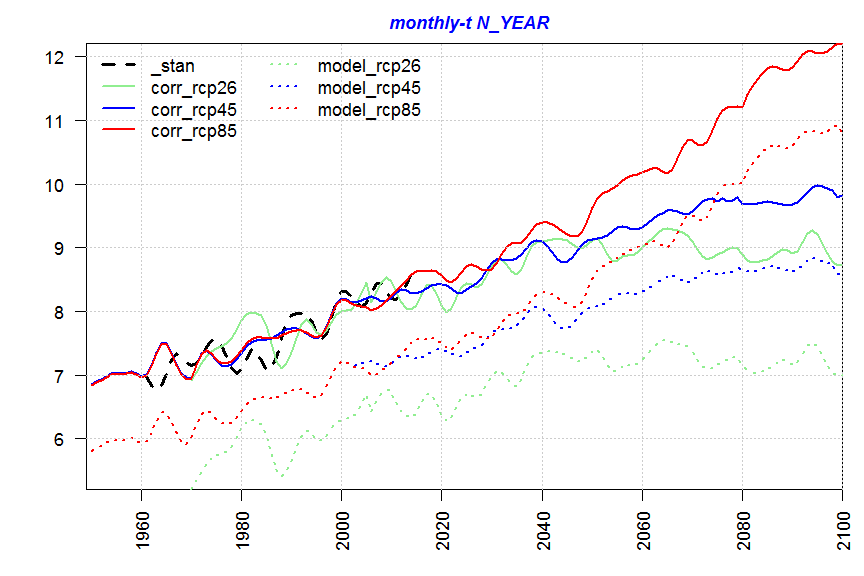 monthly-t N_YEAR
_stan
corr_rcp26
corr_rcp45
corr_rcp85
model_rcp26
model_rcp45
model_rcp85
12
11
10
9
8
7
6
1960
1980
2000
2020
2040
2060
2080
2100